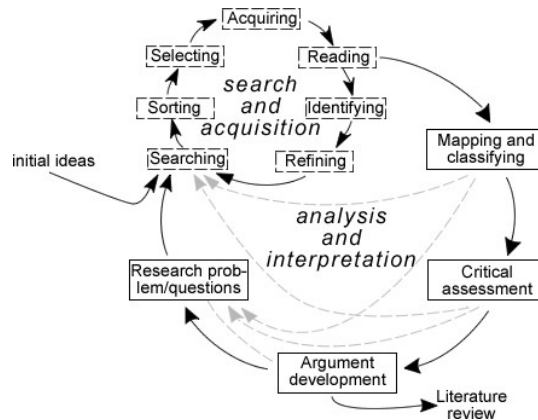 Acquiring
Selecting
Reading
search
and
acquisition
Sorting
Identifying
Searching
Refining
initial ideas
Mapping and
classifying
analysis
and
interpretation
Research prob-
lem/questions
Critical
assessment
Argument
development
Literature
review